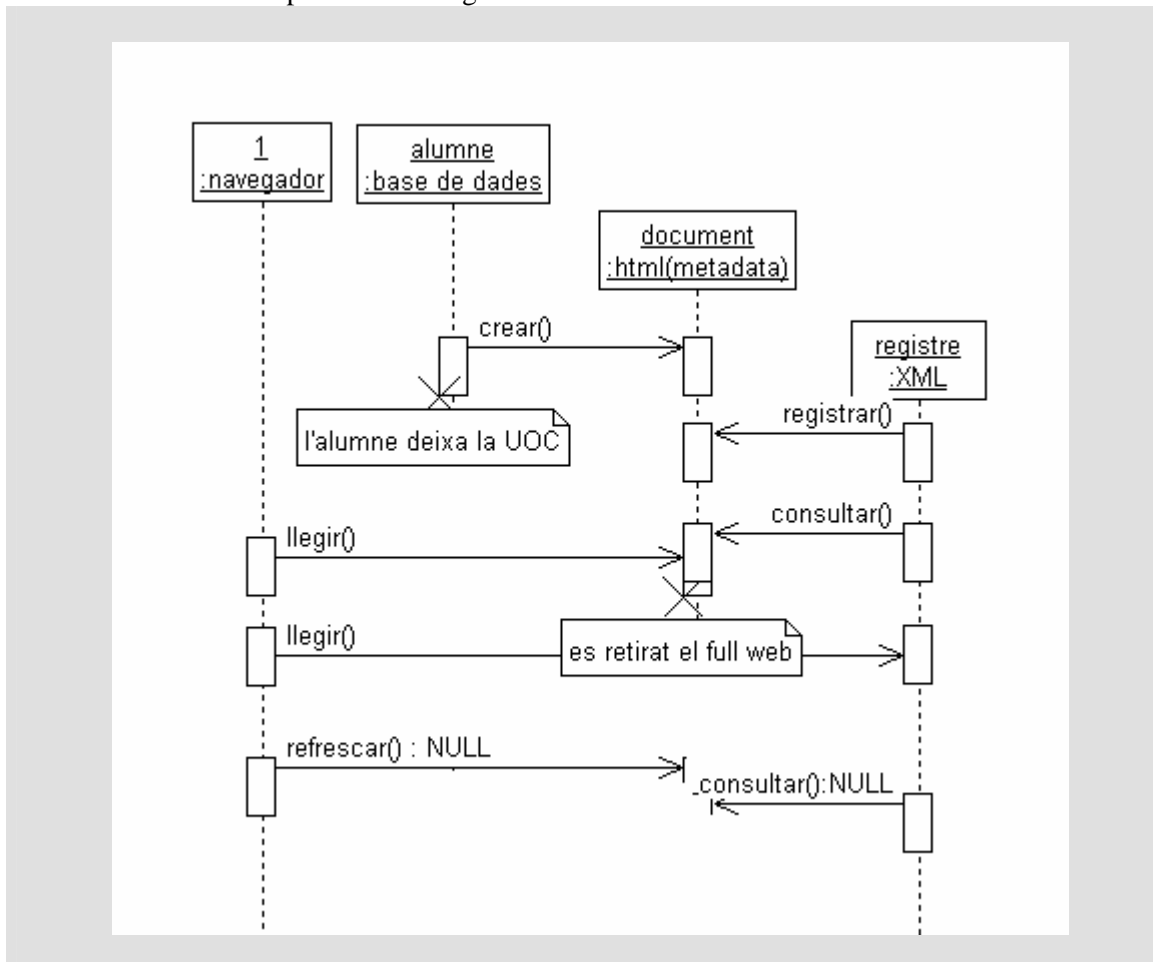 1
:navegador
alumne
:base de dades
document
:html(metadata)
crear()
registre
:XML
registrar()
l'alumne deixa la UOC
consultar()
llegir()
llegir()
es retirat el full web
refrescar() : NULL
_consultar():NULL